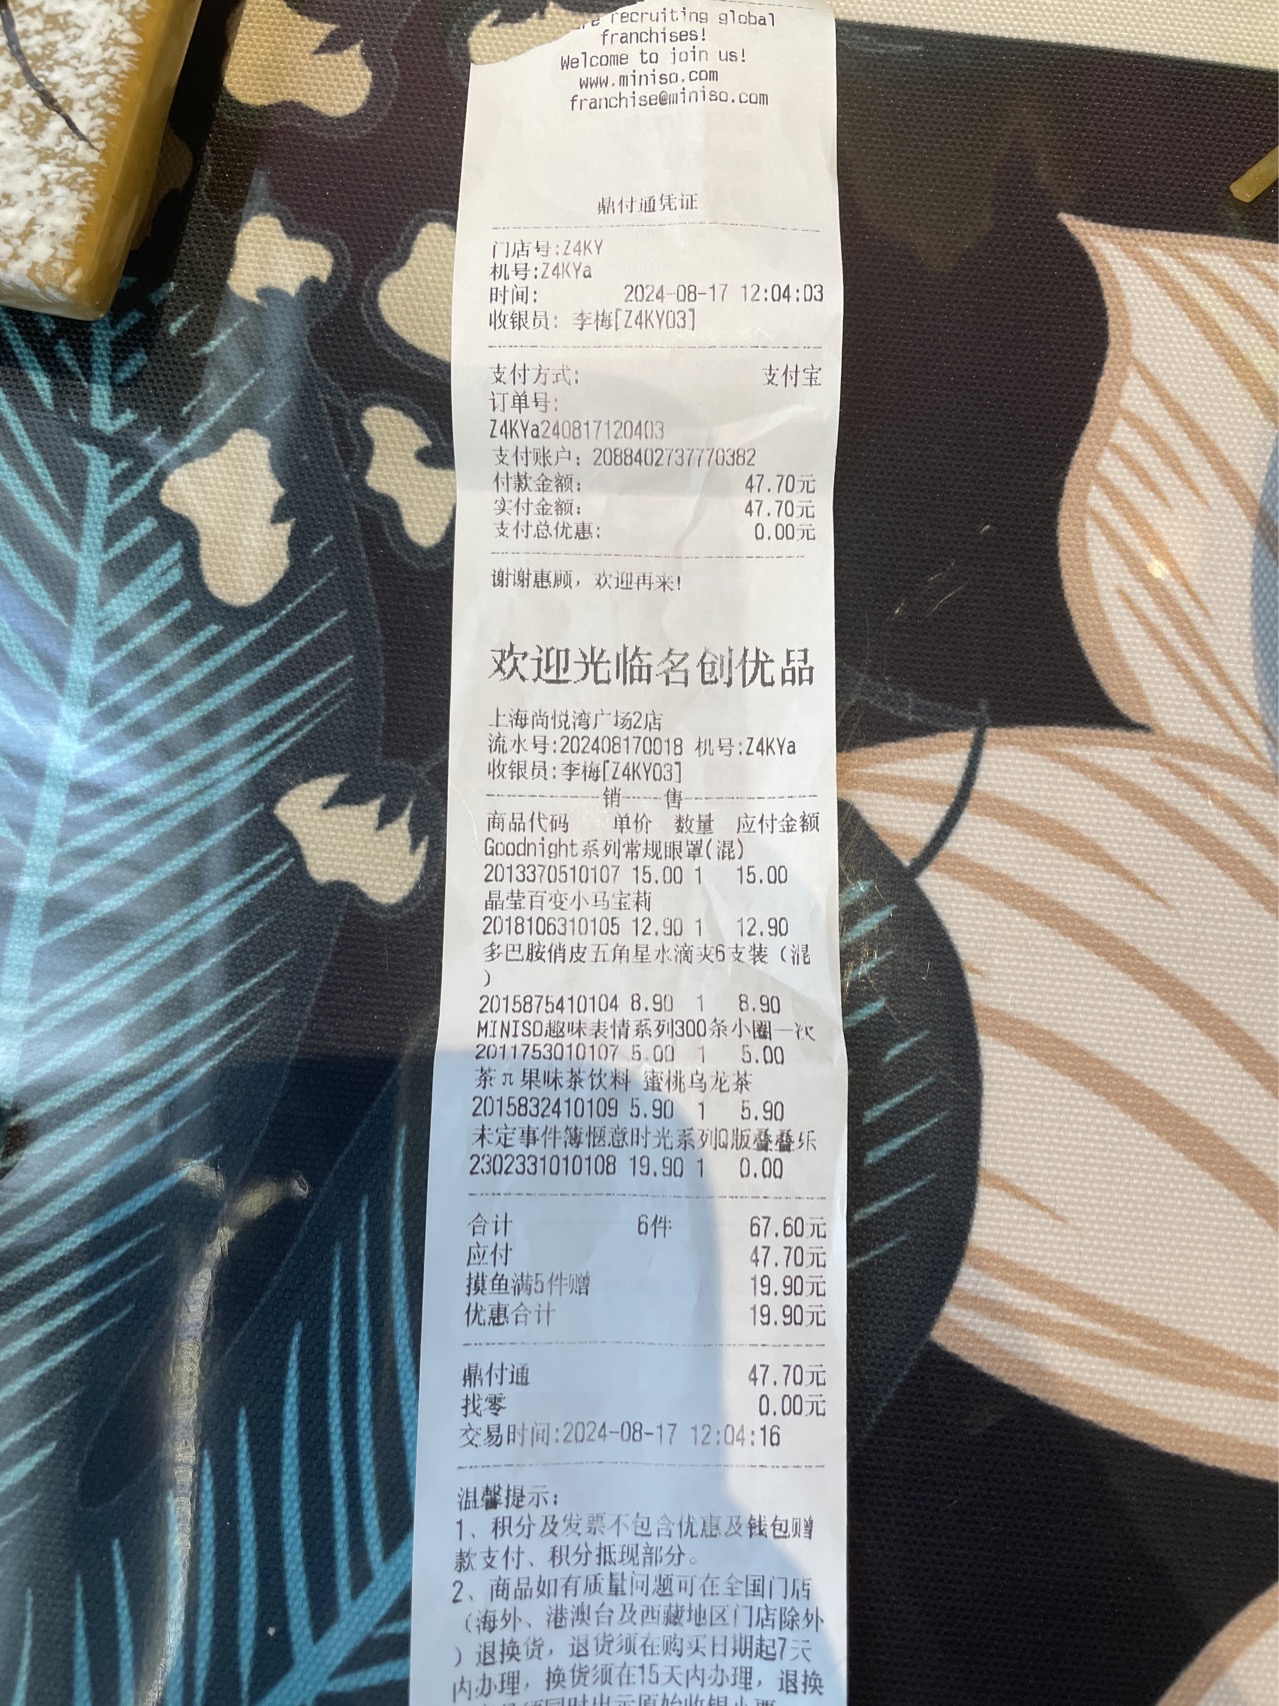 re recruiting global
franchises!
Welcome to join us!
www.miniso.com
franchise@miniso.com
鼎付通凭证
门店号:Z4KY
机号:Z4KYa
时间: 2024-08-17 12:04:03
收银员: 李梅[Z4KY03]
支付方式: 支付宝
订单号:
Z4KYa240817120403
支付账户: 2088402737770382
付款金额: 47.70元
实付金额: 47.70元
支付总优惠: 0.00元
谢谢惠顾, 欢迎再来!
欢迎光临名创优品
上海尚悦湾广场2店
流水号:202408170018 机号:Z4KYa
收银员:李梅[Z4KY03]
销 售
商品代码 单价 数量 应付金额
Goodnight系列常规眼罩(混)
2013370510107 15.00 1 15.00
晶莹百变小马宝莉
2018106310105 12.90 1 12.90
多巴胺俏皮五角星水滴夹6支装（混
）
2015875410104 8.90 1 8.90
MINISO趣味表情系列300条小圈一次
2011753010107 5.00 1 5.00
茶π果味茶饮料 蜜桃乌龙茶
2015832410109 5.90 1 5.90
未定事件簿惬意时光系列Q版叠叠乐
2302331010108 19.90 1 0.00
合计 6件 67.60元
应付 47.70元
摸鱼满5件赠 19.90元
优惠合计 19.90元
鼎付通 47.70元
找零 0.00元
交易时间:2024-08-17 12:04:16
温馨提示:
1、积分及发票不包含优惠及钱包赠
款支付、积分抵现部分。
2、商品如有质量问题可在全国门店
（海外、港澳台及西藏地区门店除外
）退换货, 退货须在购买日期起7天
内办理, 换货须在15天内办理, 退换